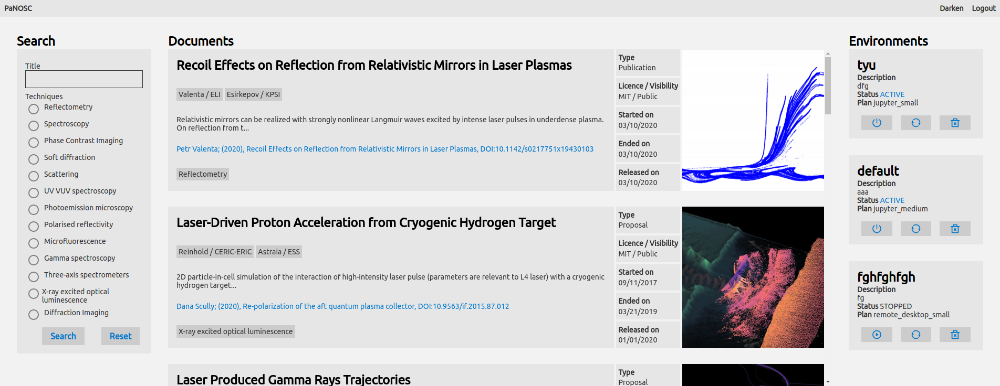 PaNOSC
Darken
Logout
Search
Title
Techniques
Reflectometry
Spectroscopy
Phase Contrast Imaging
Soft diffraction
Scattering
UV VUV spectroscopy
Photoemission microscopy
Polarised reflectivity
Microfluorescence
Gamma spectroscopy
Three-axis spectrometers
X-ray excited optical
luminescence
Diffraction Imaging
Search
Reset
Documents
Recoil Effects on Reflection from Relativistic Mirrors in Laser Plasmas
Valenta / ELI
Esirkepov / KPSI
Relativistic mirrors can be realized with strongly nonlinear Langmuir waves excited by intense laser pulses in underdense plasma.
On reflection from t...
Petr Valenta; (2020), Recoil Effects on Reflection from Relativistic Mirrors in Laser Plasmas, DOI:10.1142/s0217751x19430103
Reflectometry
Type
Publication
Licence / Visibility
MIT / Public
Started on
03/10/2020
Ended on
03/10/2020
Released on
03/10/2020
Laser-Driven Proton Acceleration from Cryogenic Hydrogen Target
Reinhold / CERIC-ERIC
Astraia / ESS
2D particle-in-cell simulation of the interaction of high-intensity laser pulse (parameters are relevant to L4 laser) with a cryogenic
hydrogen target...
Dana Scully; (2020), Re-polarization of the aft quantum plasma collector, DOI:10.9563/if.2015.87.012
X-ray excited optical luminescence
Type
Proposal
Licence / Visibility
MIT / Public
Started on
09/11/2017
Ended on
03/21/2019
Released on
01/01/2020
Laser Produced Gamma Rays Trajectories
Type
Proposal
Environments
tyu
Description
dfg
Status ACTIVE
Plan jupyter_small
default
Description
aaa
Status ACTIVE
Plan jupyter_medium
fghfghfgh
Description
fg
Status STOPPED
Plan remote_desktop_small